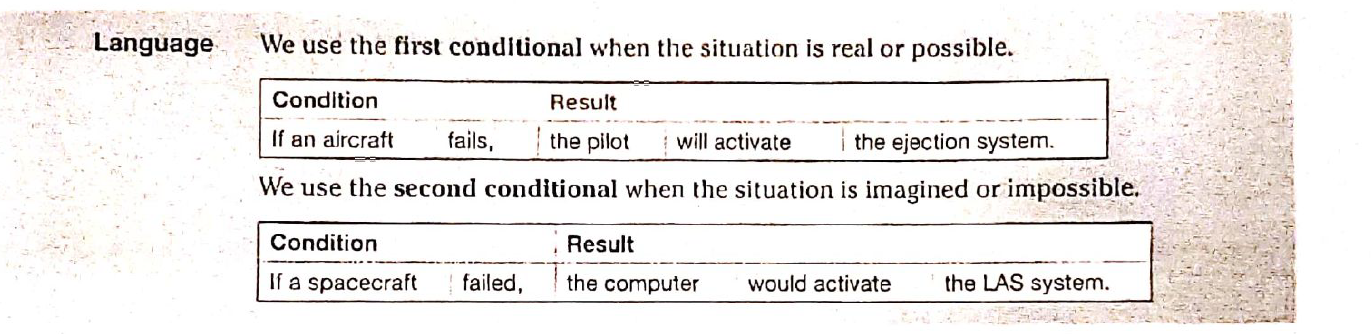 Language We use the first conditional when the situation is real or possible.
Condition Result
If an aircraft fails, the pilot will activate the ejection system.
We use the second conditional when the situation is imagined or impossible.
Condition Result
If a spacecraft failed, the computer would activate the LAS system.